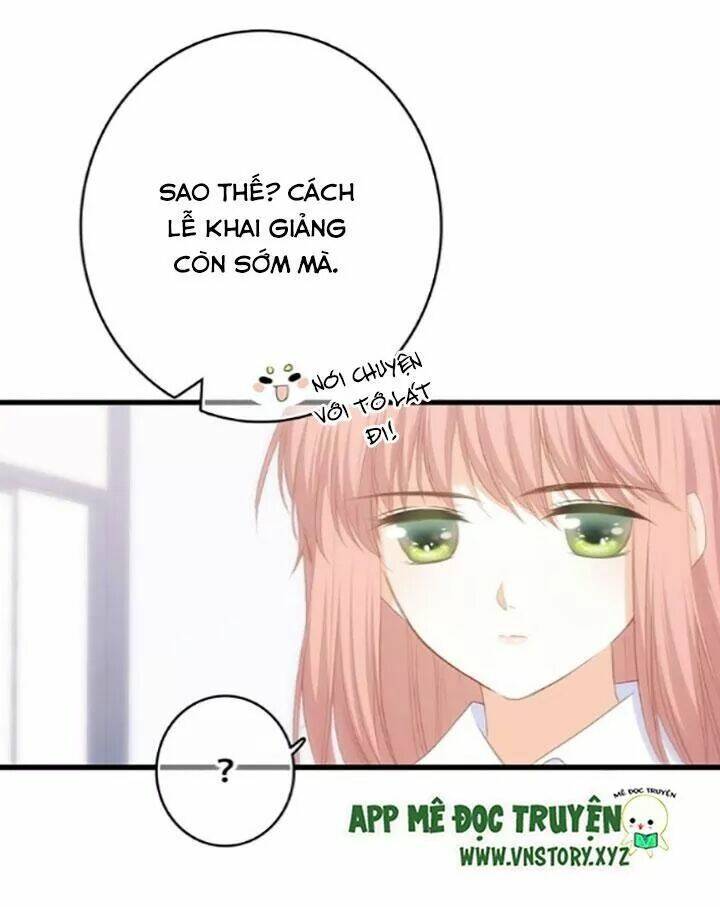 SAO THẾ? CÁCH
LỄ KHAI GIẢNG
CÒN SỚM MÀ.
NÓI CHUYỆN
VỚI TỚ LÁT
ĐI!
?
MÊ ĐỌC TRUYỆN
APP MÊ ĐỌC TRUYỆN
WWW.VNSTORY.XYZ